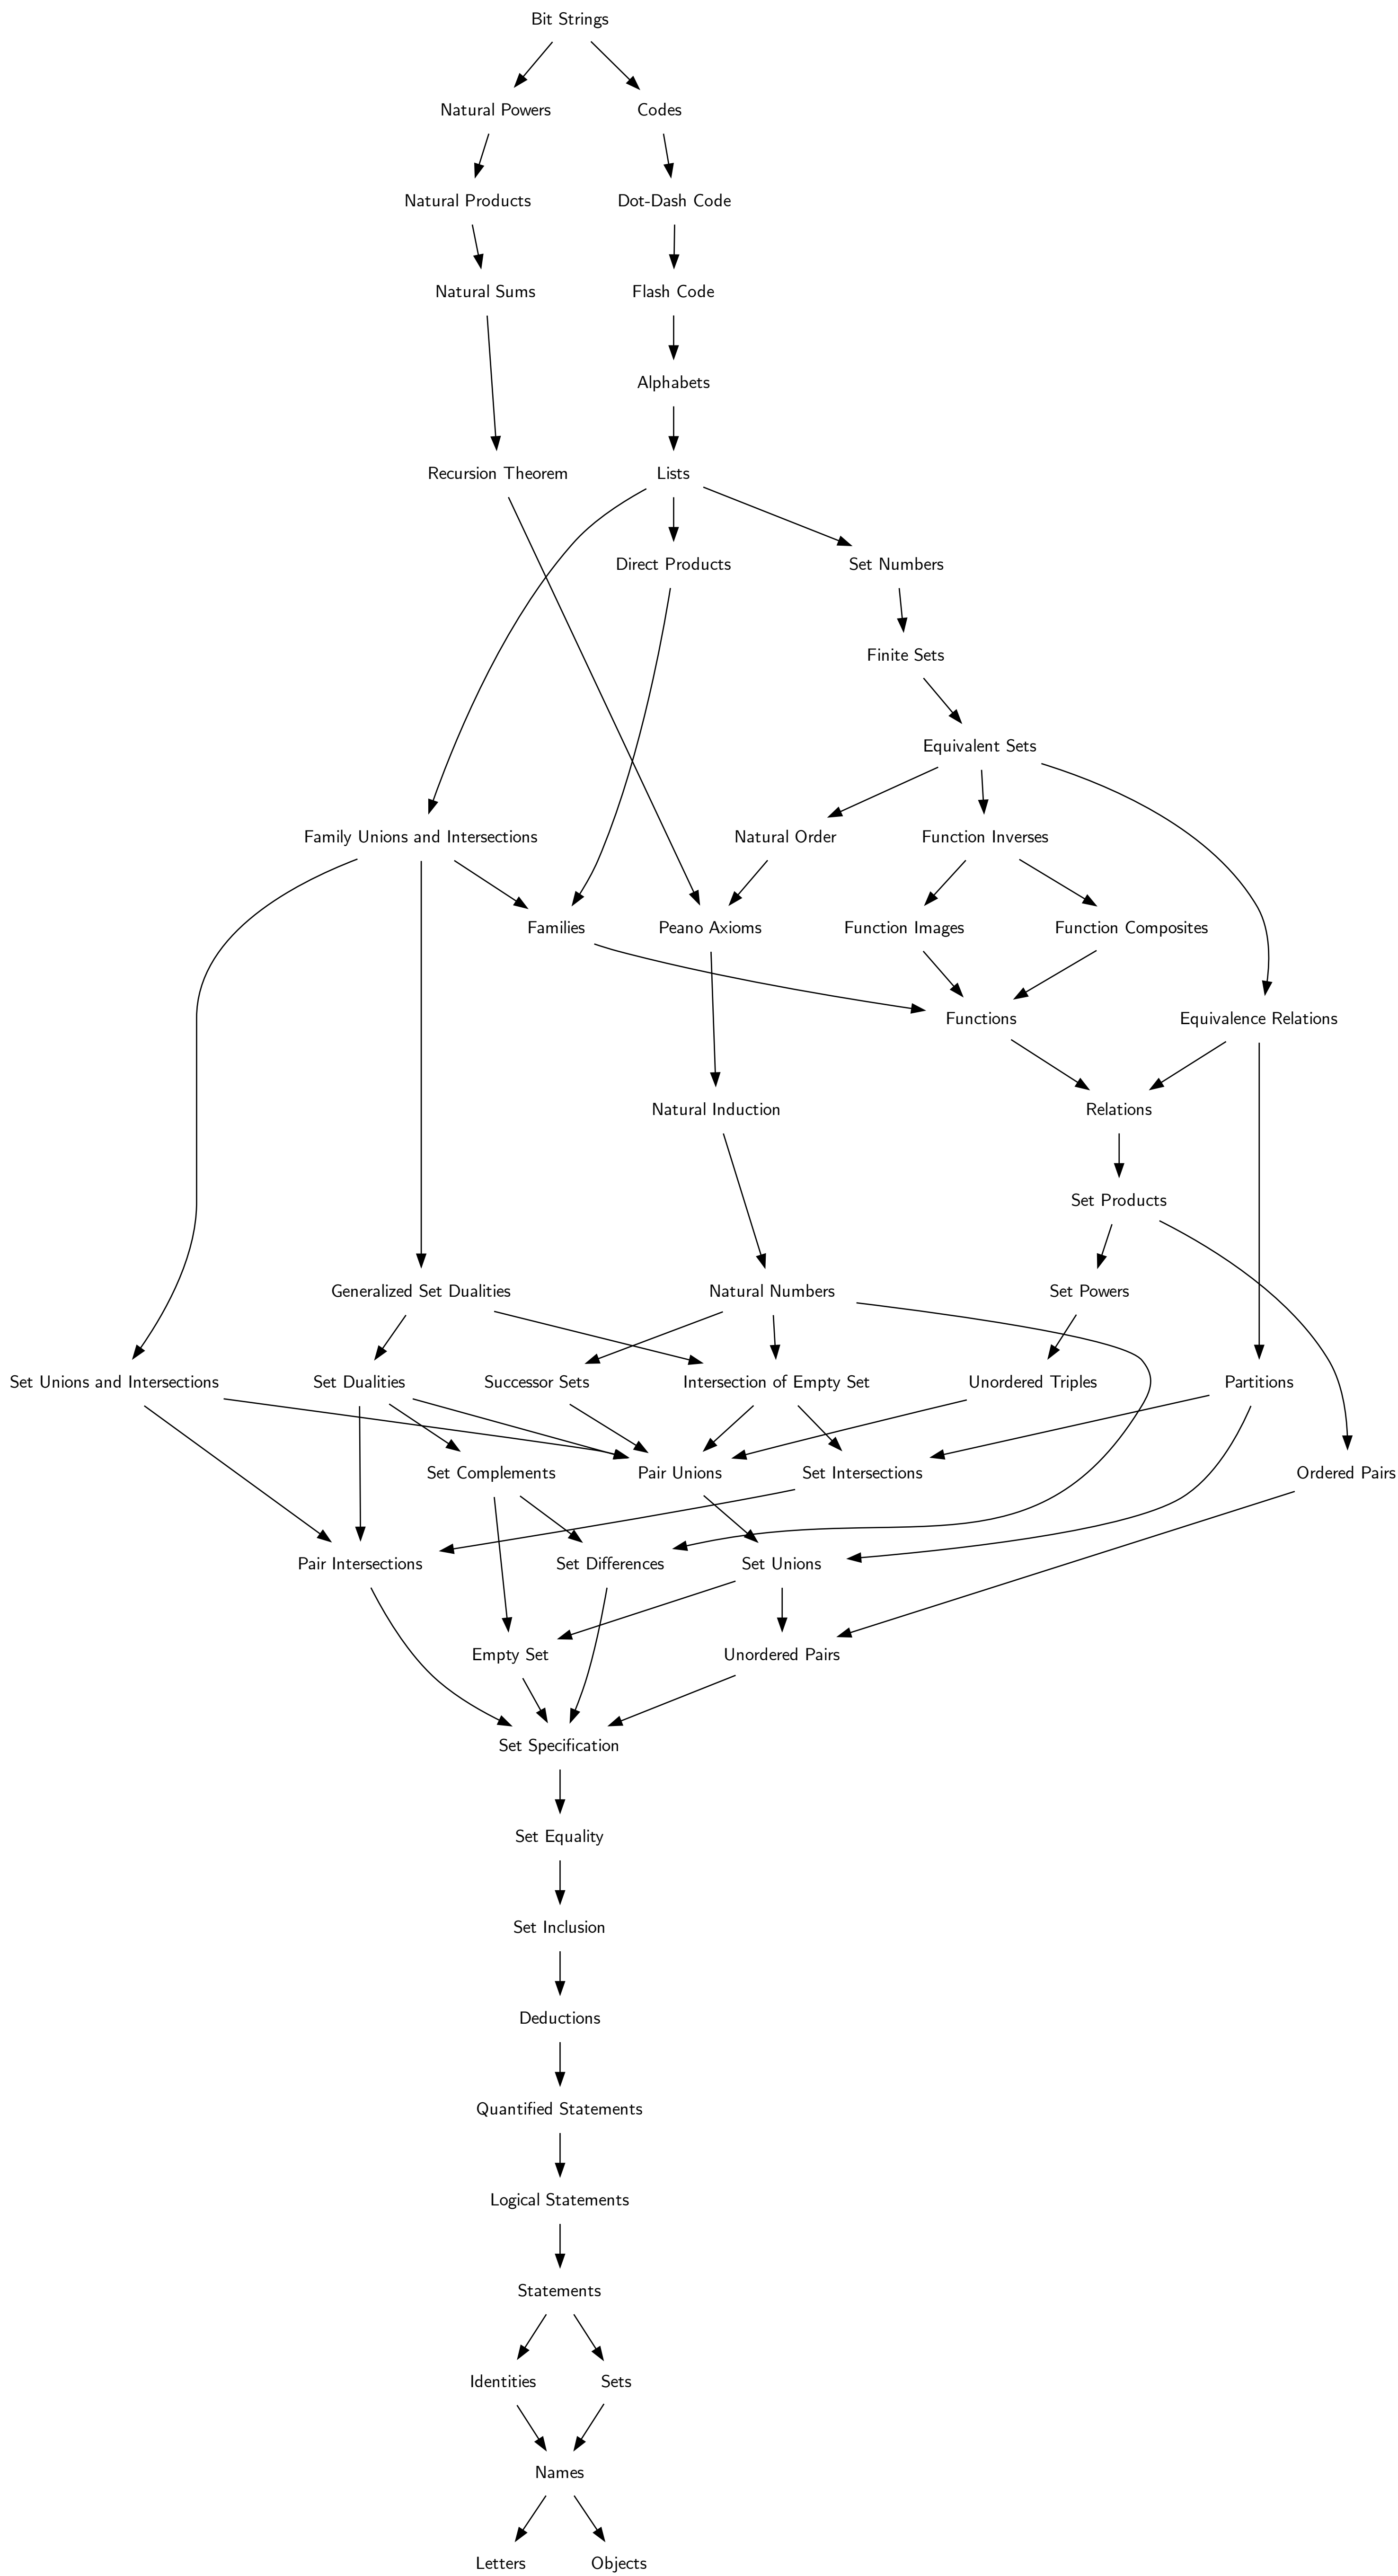 Bit Strings
Natural Powers
Codes
Natural Products
Dot-Dash Code
Natural Sums
Flash Code
Alphabets
Recursion Theorem
Lists
Direct Products
Set Numbers
Finite Sets
Equivalent Sets
Family Unions and Intersections
Natural Order
Function Inverses
Families
Peano Axioms
Function Images
Function Composites
Functions
Equivalence Relations
Natural Induction
Relations
Set Products
Generalized Set Dualities
Natural Numbers
Set Powers
Set Unions and Intersections
Set Dualities
Successor Sets
Intersection of Empty Set
Unordered Triples
Partitions
Set Complements
Pair Unions
Set Intersections
Ordered Pairs
Pair Intersections
Set Differences
Set Unions
Empty Set
Unordered Pairs
Set Specification
Set Equality
Set Inclusion
Deductions
Quantified Statements
Logical Statements
Statements
Identities
Sets
Names
Letters
Objects